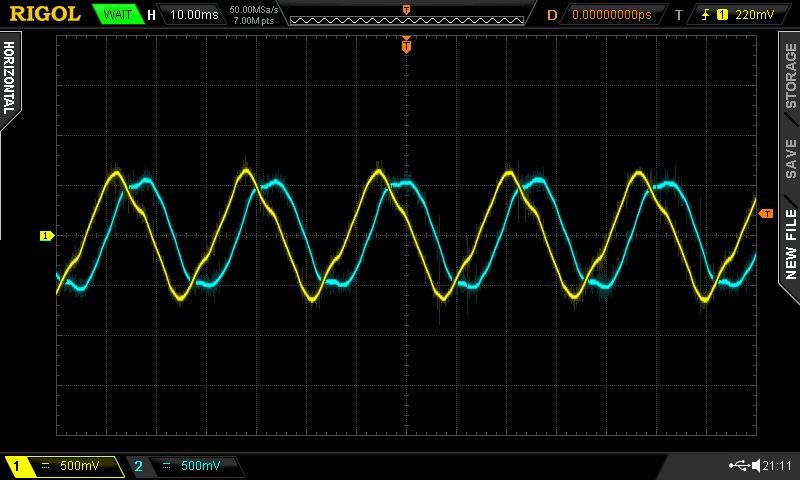 RIGOL WAIT H 10.00ms 50.00MSa/s 7.00M pts T D 0.00000000ps T 1 220mV
HORIZONTAL
T
STORAGE
SAVE
NEW FILE
T
1
1 500mV 2 500mV 21:11